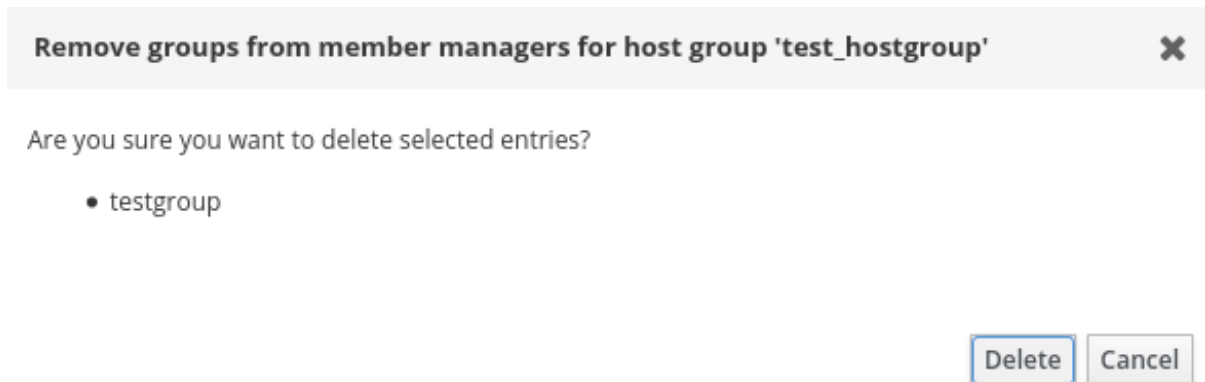 Remove groups from member managers for host group 'test_hostgroup'
Are you sure you want to delete selected entries?
• testgroup
Delete Cancel